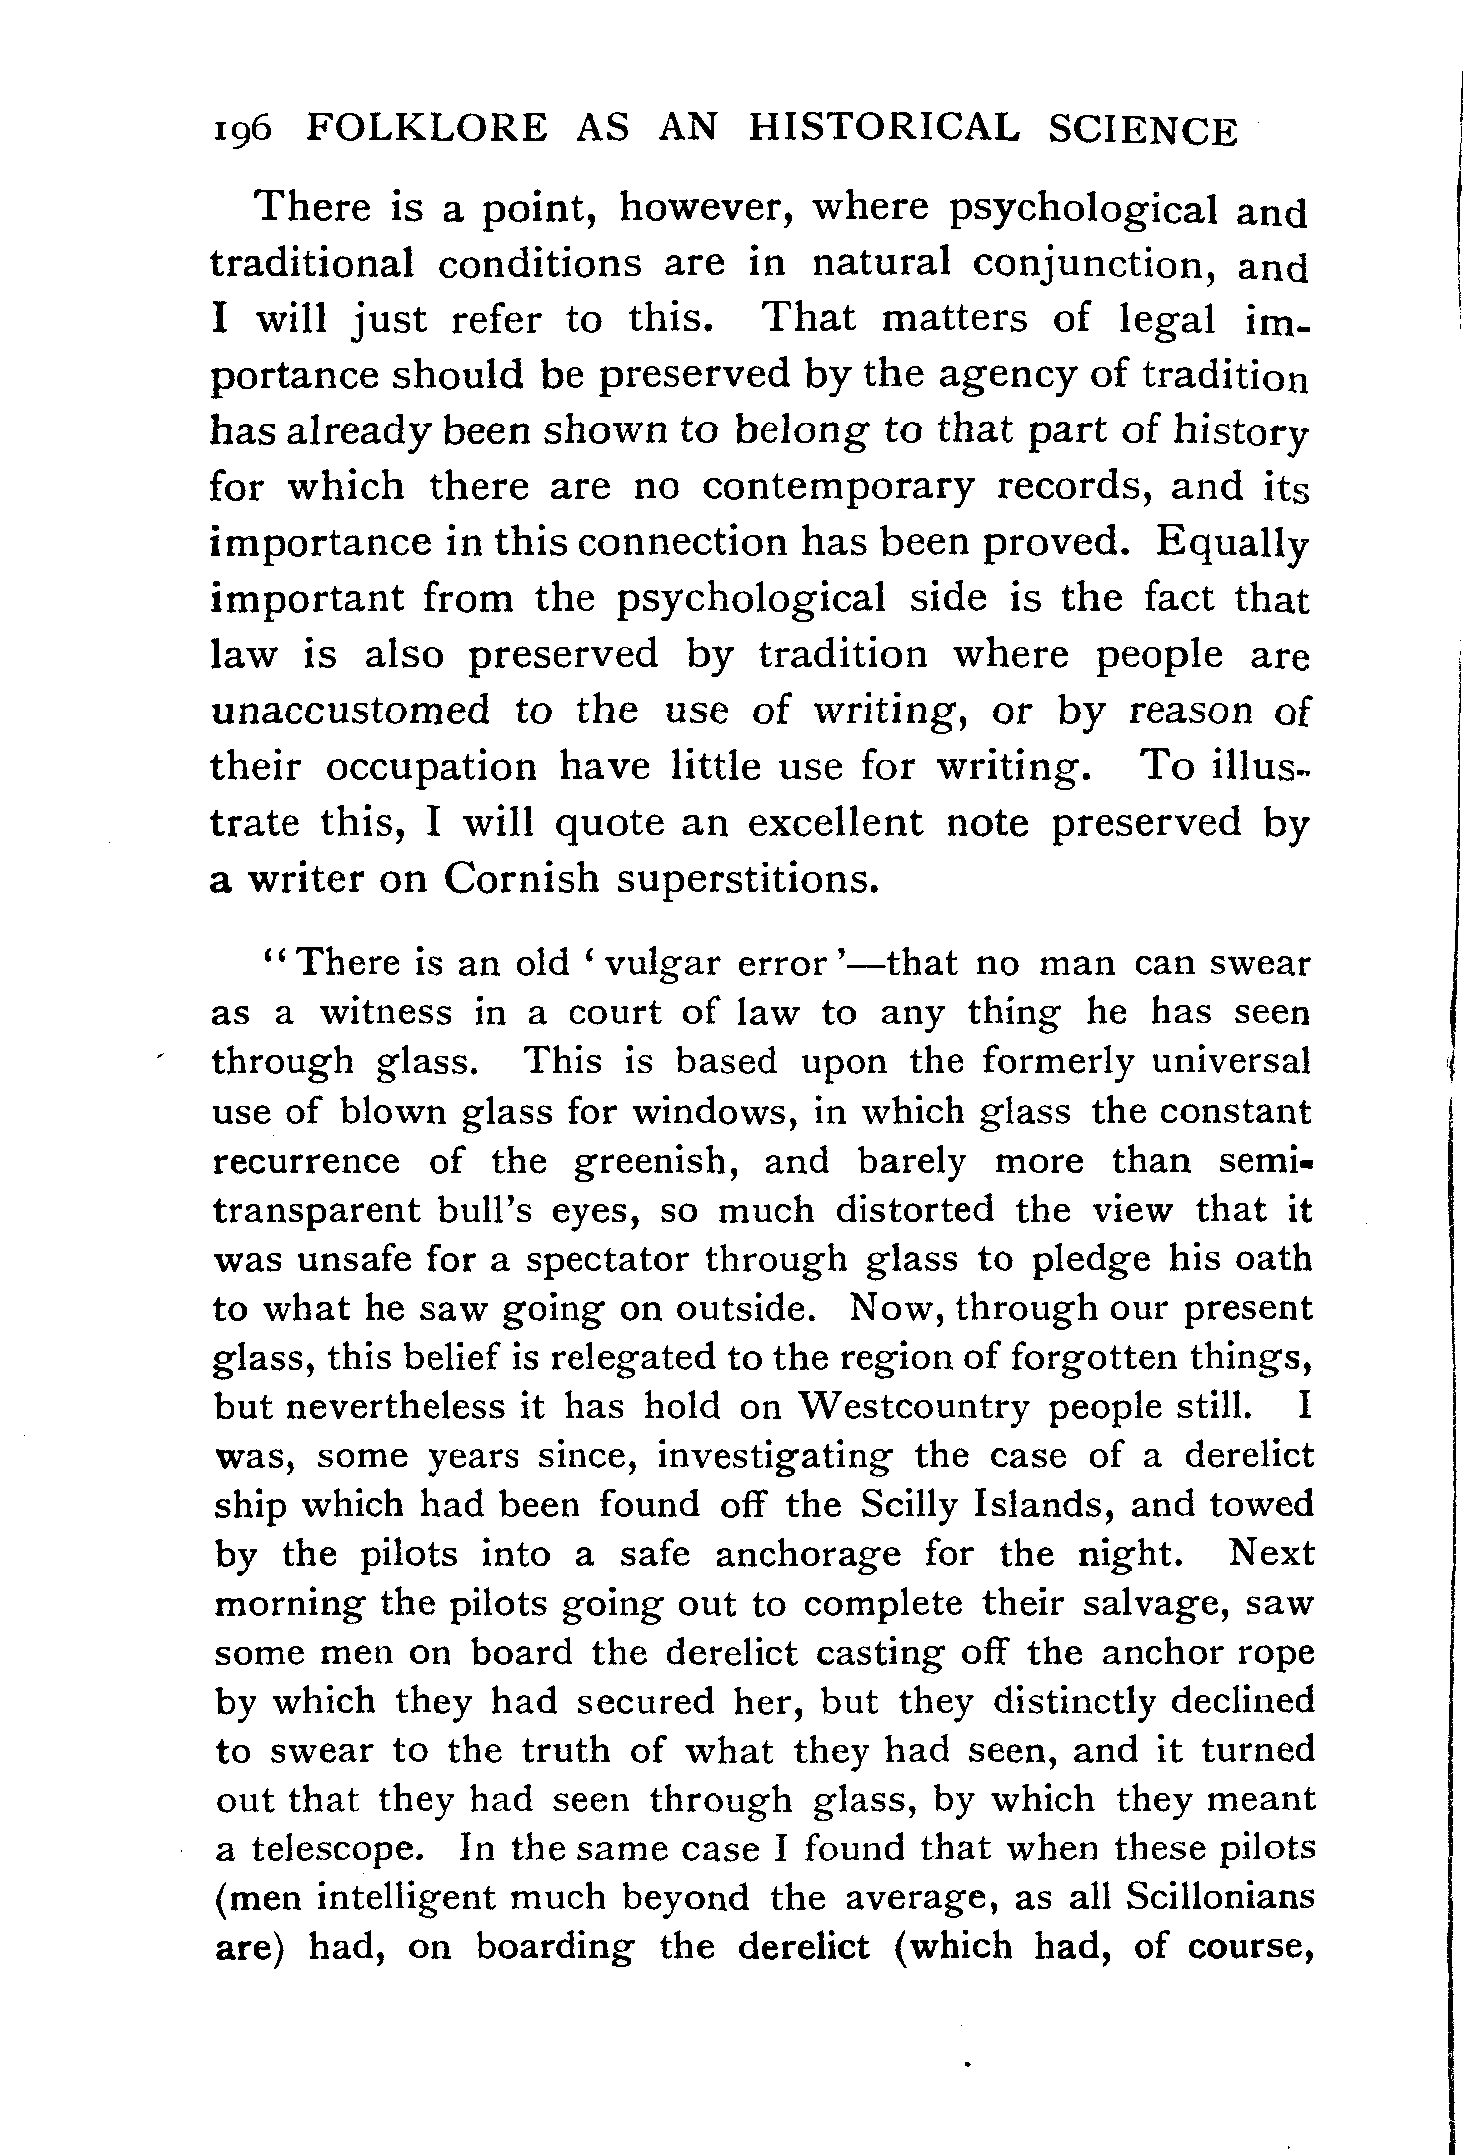 196 FOLKLORE AS AN HISTORICAL SCIENCE
There is a point, however, where psychological and
traditional conditions are in natural conjunction, and
I will just refer to this. That matters of legal im-
portance should be preserved by the agency of tradition
has already been shown to belong to that part of history
for which there are no contemporary records, and its
importance in this connection has been proved. Equally
important from the psychological side is the fact that
law is also preserved by tradition where people are
unaccustomed to the use of writing, or by reason of
their occupation have little use for writing. To illus-
trate this, I will quote an excellent note preserved by
a writer on Cornish superstitions.
“There is an old ‘vulgar error’—that no man can swear
as a witness in a court of law to any thing he has seen
through glass. This is based upon the formerly universal
use of blown glass for windows, in which glass the constant
recurrence of the greenish, and barely more than semi-
transparent bull's eyes, so much distorted the view that it
was unsafe for a spectator through glass to pledge his oath
to what he saw going on outside. Now, through our present
glass, this belief is relegated to the region of forgotten things,
but nevertheless it has hold on Westcountry people still. I
was, some years since, investigating the case of a derelict
ship which had been found off the Scilly Islands, and towed
by the pilots into a safe anchorage for the night. Next
morning the pilots going out to complete their salvage, saw
some men on board the derelict casting off the anchor rope
by which they had secured her, but they distinctly declined
to swear to the truth of what they had seen, and it turned
out that they had seen through glass, by which they meant
a telescope. In the same case I found that when these pilots
(men intelligent much beyond the average, as all Scillonians
are) had, on boarding the derelict (which had, of course,